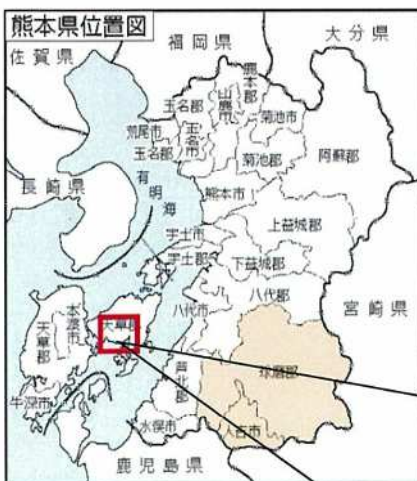 熊本県位置図
福岡県
大分県
佐賀県
鹿本郡
山鹿市
玉名郡
菊池市
荒尾市
玉名市
玉名郡
菊池郡
阿蘇郡
長崎県
有明海
熊本市
宇土市
上益城郡
宇土郡
下益城郡
八代市
八代郡
宮崎県
本渡市
天草郡
天草郡
芦北郡
球磨郡
牛深市
水俣市
人吉市
鹿児島県